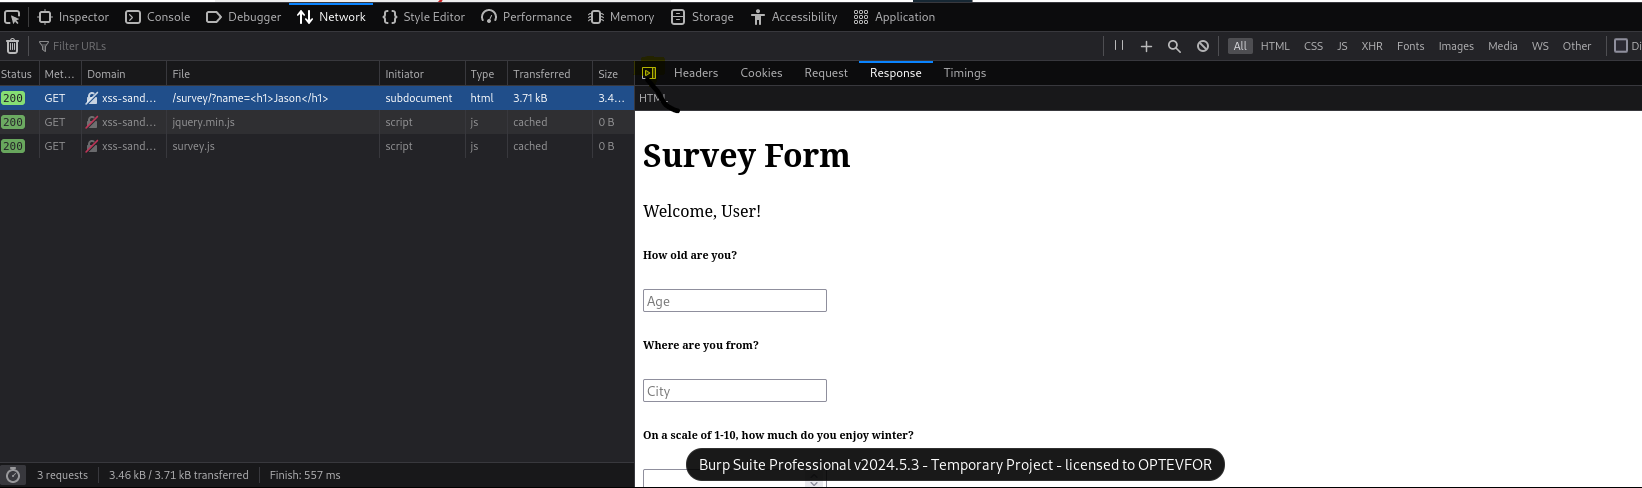 Inspector Console Debugger Network Style Editor Performance Memory Storage Accessibility Application
Filter URLs
All HTML CSS JS XHR Fonts Images Media WS Other Di
Status Met... Domain File Initiator Type Transferred Size
Headers Cookies Request Response Timings
200 GET xss-sand... /survey/?name=<h1>Jason</h1> subdocument html 3.71 kB 3.4...
HTML
200 GET xss-sand... jquery.min.js script js cached 0 B
200 GET xss-sand... survey.js script js cached 0 B
Survey Form
Welcome, User!
How old are you?
Age
Where are you from?
City
On a scale of 1-10, how much do you enjoy winter?
Burp Suite Professional v2024.5.3 - Temporary Project - licensed to OPTEVFOR
3 requests 3.46 kB / 3.71 kB transferred Finish: 557 ms